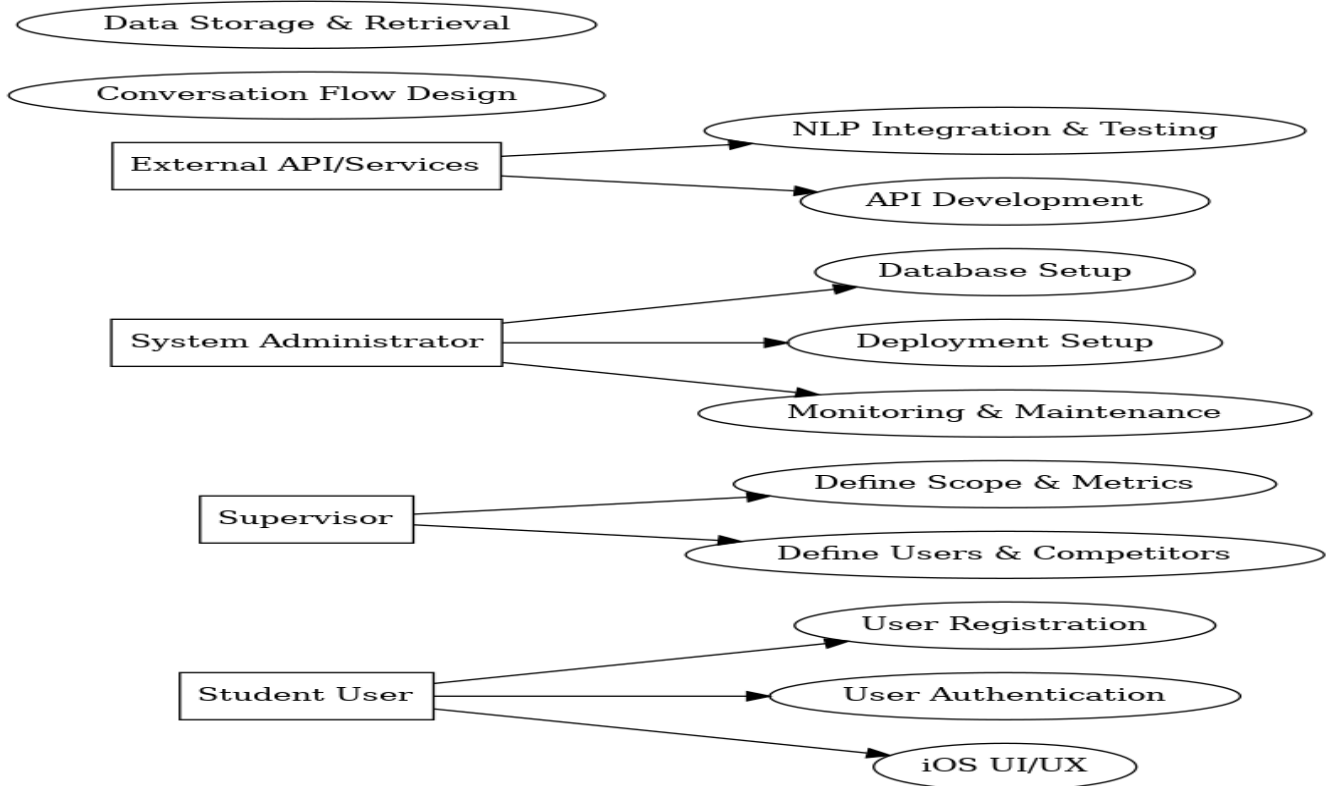 Data Storage & Retrieval
Conversation Flow Design
NLP Integration & Testing
External API/Services
API Development
Database Setup
System Administrator
Deployment Setup
Monitoring & Maintenance
Define Scope & Metrics
Supervisor
Define Users & Competitors
User Registration
Student User
User Authentication
iOS UI/UX